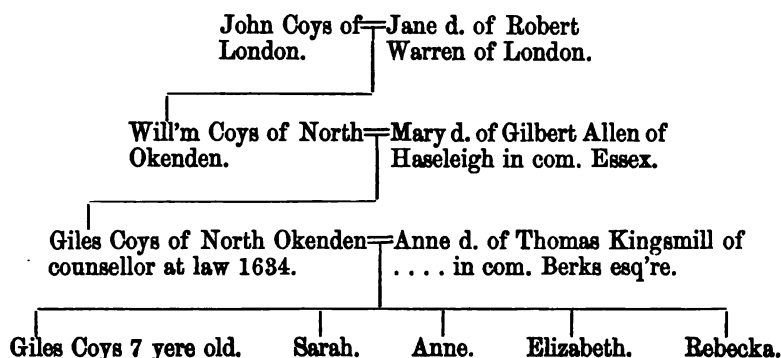 John Coys of=Jane d. of Robert
London. Warren of London.
Will'm Coys of North=Mary d. of Gilbert Allen of
Okenden. Haseleigh in com. Essex.
Giles Coys of North Okenden=Anne d. of Thomas Kingsmill of
counsellor at law 1634. .... in com. Berks esq're.
Giles Coys 7 yere old. Sarah. Anne. Elizabeth. Rebecka.